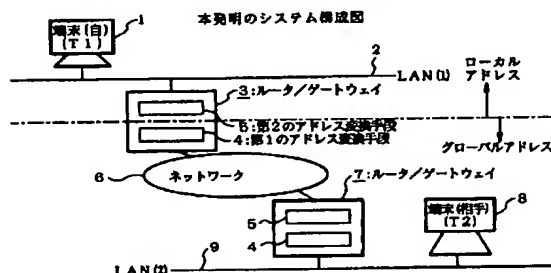 本発明のシステム構成図
1
端末(自)
(T1)
2
LAN(1)
ローカル
アドレス
3:ルータ/ゲートウェイ
5:第2のアドレス変換手段
4:第1のアドレス変換手段
グローバルアドレス
6
ネットワーク
7:ルータ/ゲートウェイ
端末(相手)
(T2)
8
5
4
9
LAN(2)